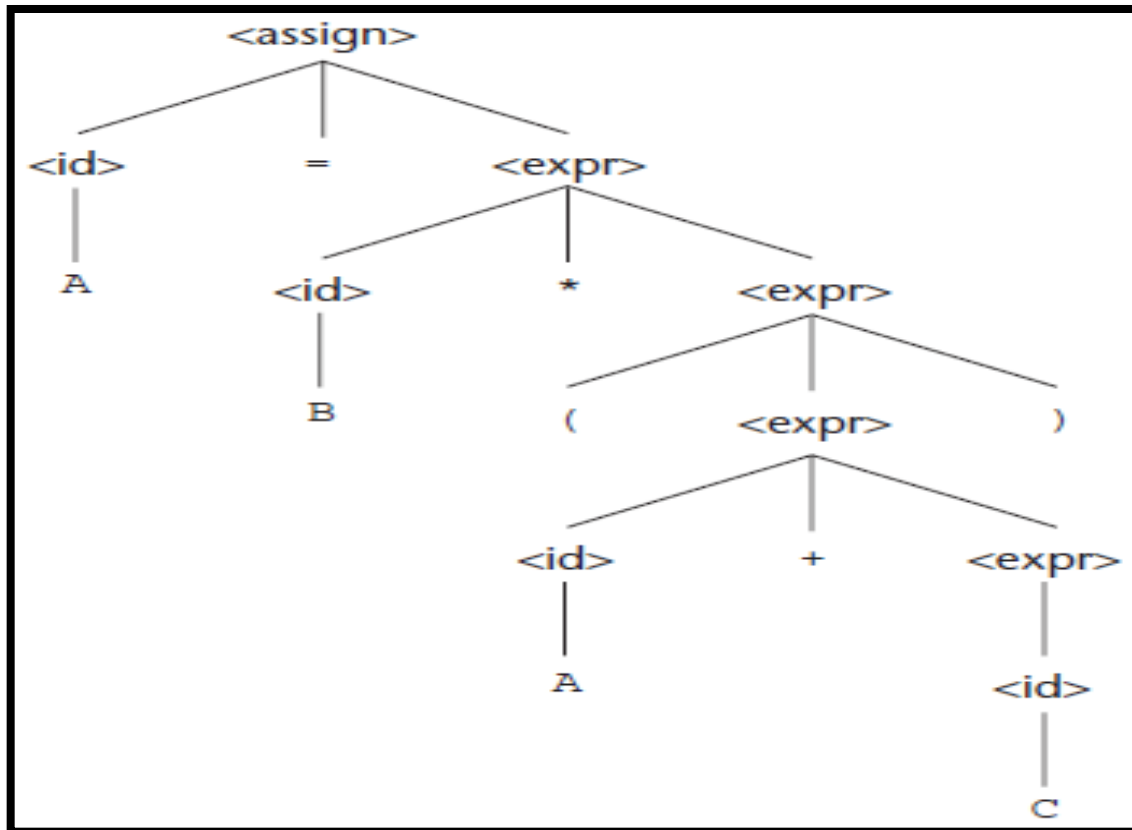 <assign>
<id> = <expr>
A <id> * <expr>
B ( <expr> )
<id> + <expr>
A <id>
C